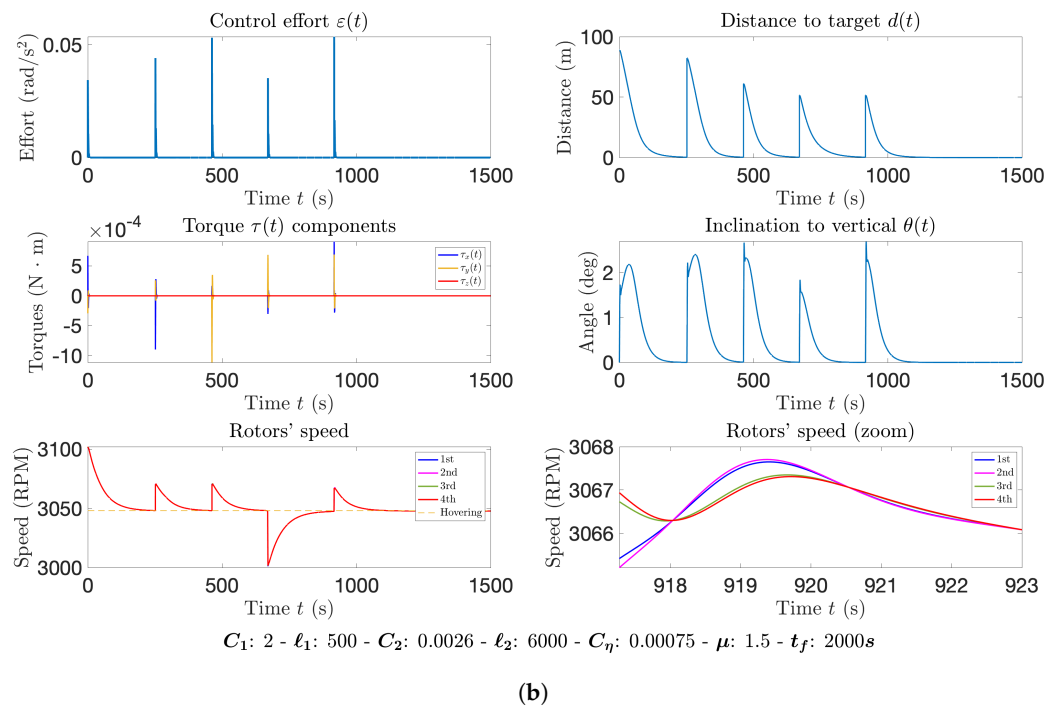 Control effort ε(t)
Effort (rad/s²)
0.05
0
0
500
1000
1500
Time t (s)
Distance to target d(t)
Distance (m)
100
50
0
0
500
1000
1500
Time t (s)
Torque τ(t) components
×10⁻⁴
Torques (N · m)
5
0
-5
-10
τx(t)
τy(t)
τz(t)
0
500
1000
1500
Time t (s)
Inclination to vertical θ(t)
Angle (deg)
2
1
0
0
500
1000
1500
Time t (s)
Rotors' speed
Speed (RPM)
3100
3050
3000
1st
2nd
3rd
4th
Hovering
0
500
1000
1500
Time t (s)
Rotors' speed (zoom)
Speed (RPM)
3068
3067
3066
1st
2nd
3rd
4th
918
919
920
921
922
923
Time t (s)
C₁: 2 - ℓ₁: 500 - C₂: 0.0026 - ℓ₂: 6000 - Cη: 0.00075 - μ: 1.5 - t_f: 2000s
(b)